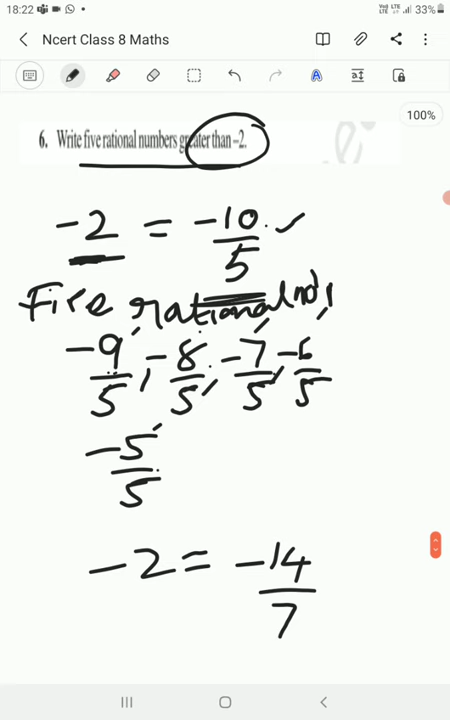 18:22 33%
Ncert Class 8 Maths
100%
6. Write five rational numbers greater than –2.
-2 = -10/5 ✓
Five rational no's
-9/5, -8/5, -7/5, -6/5
-5/5
-2 = -14/7